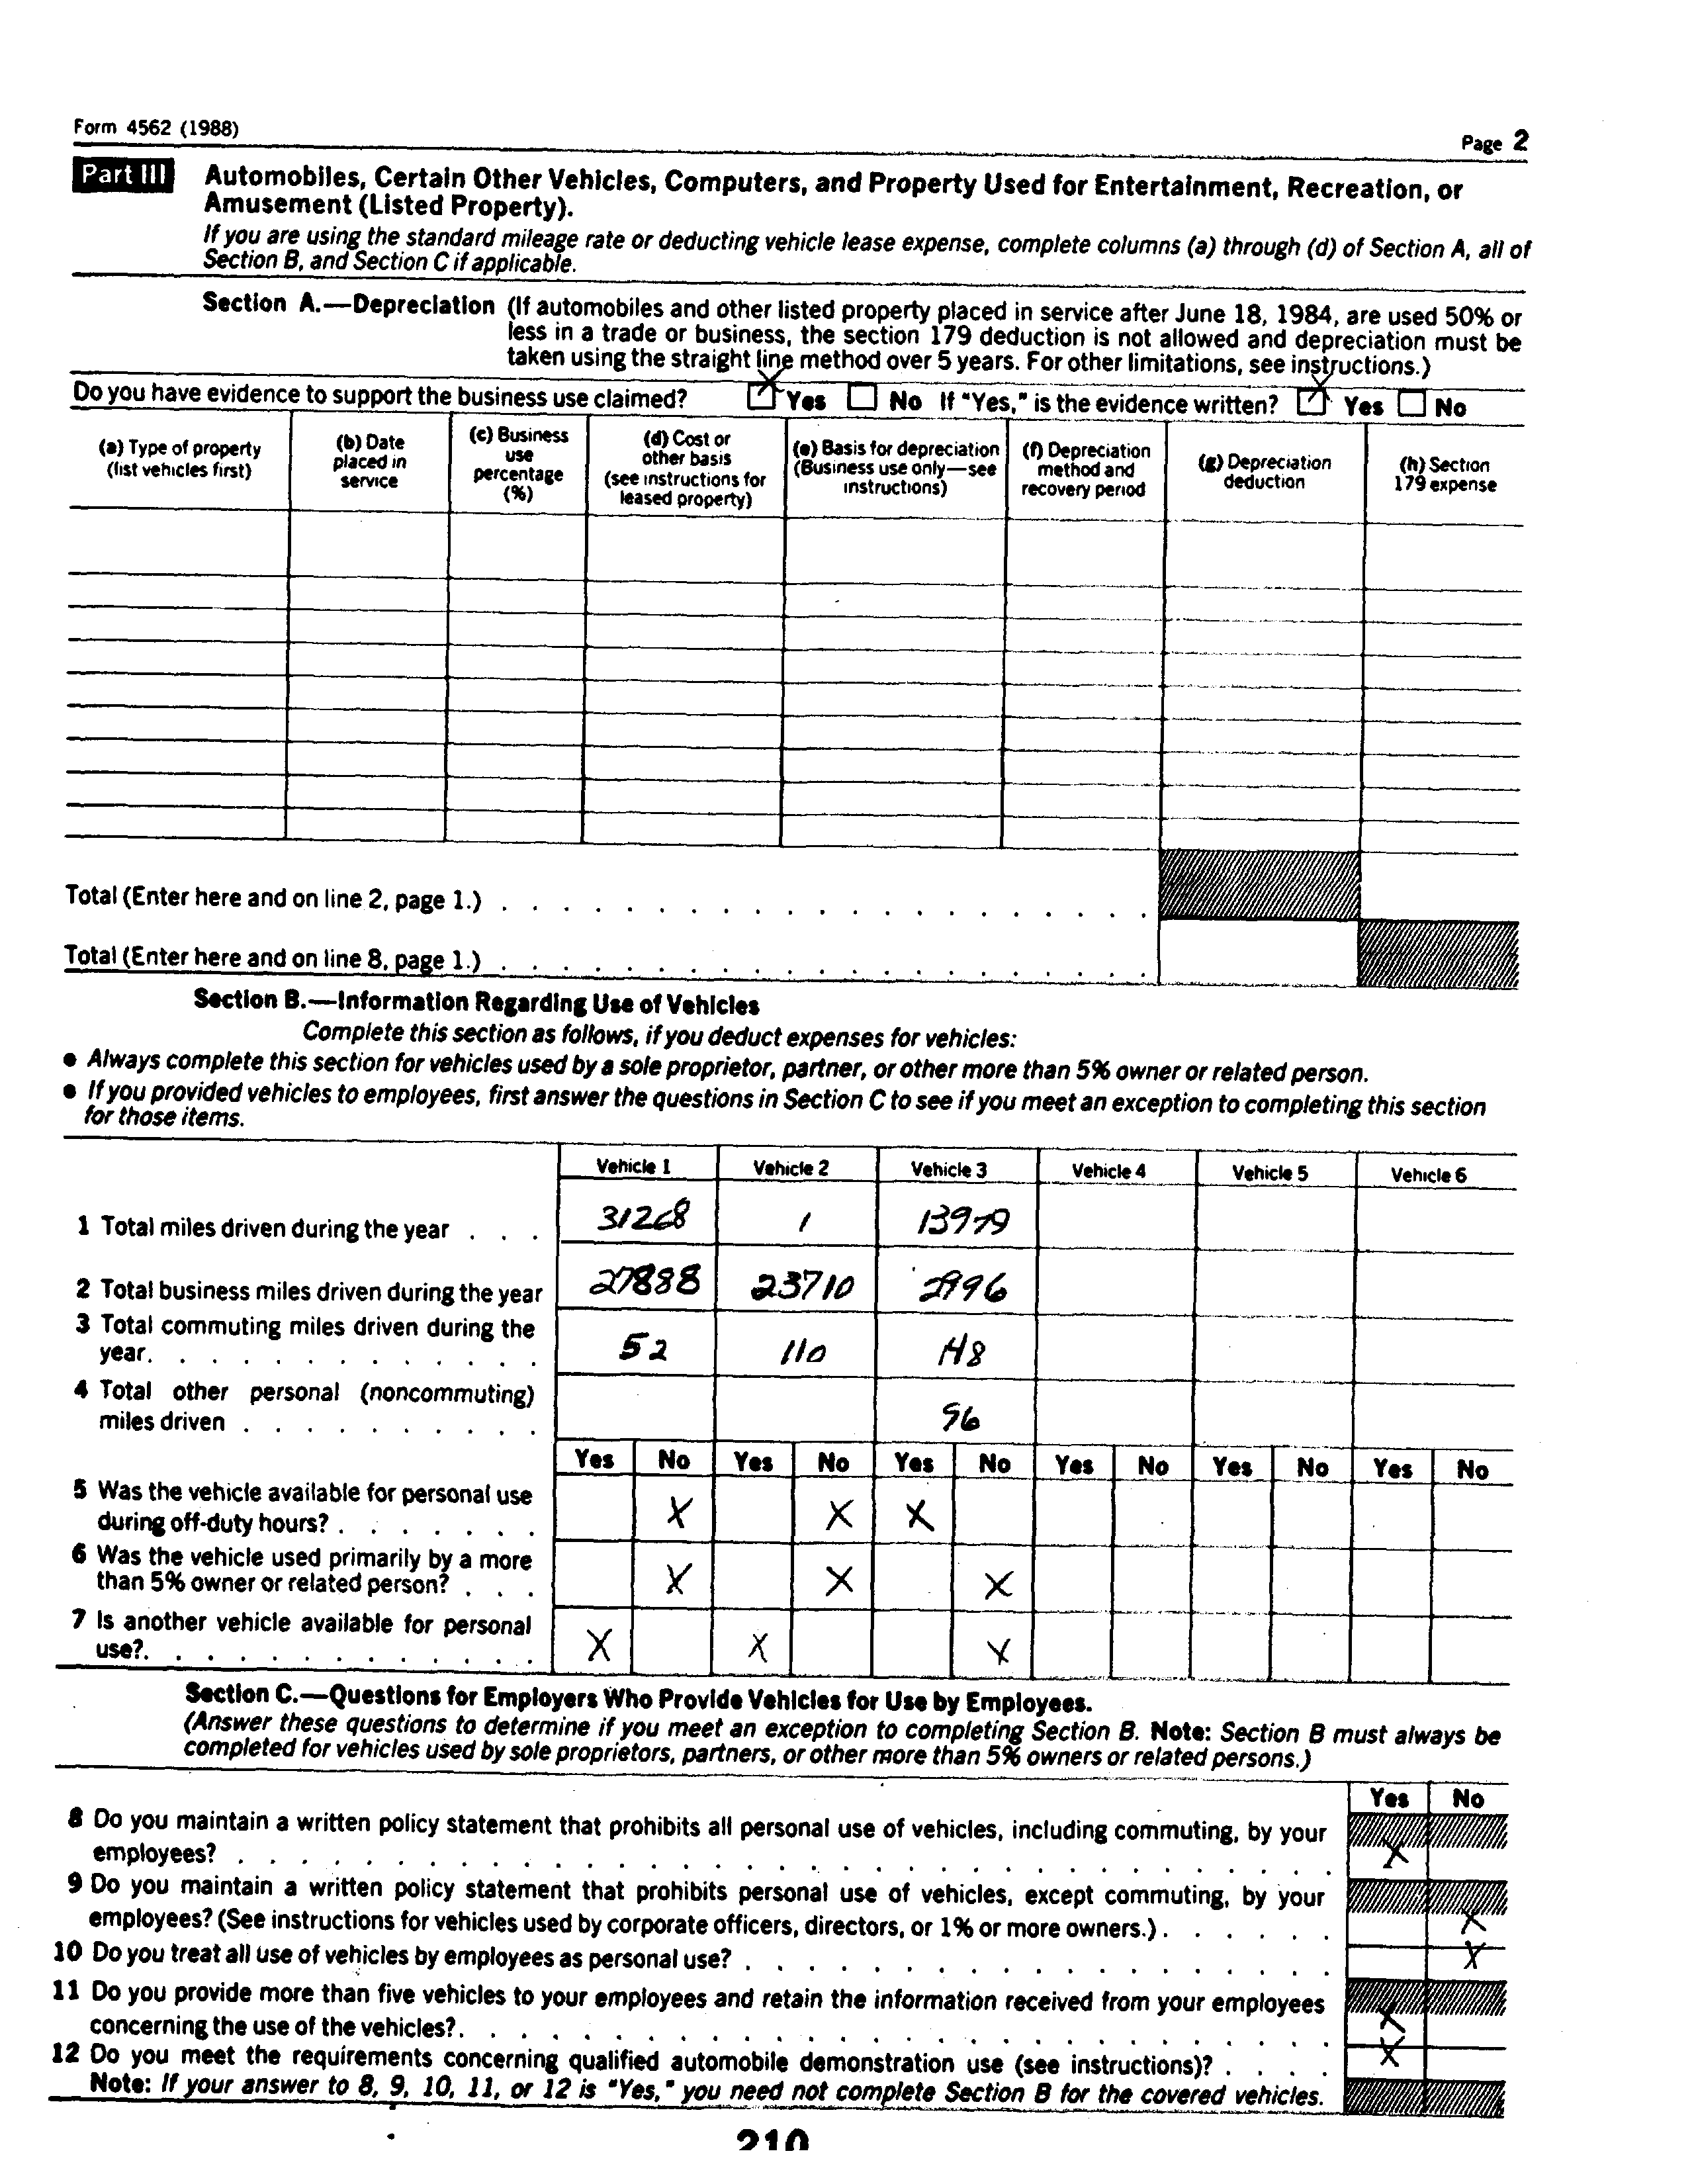 Form 4562 (1988)
Page 2
Part III Automobiles, Certain Other Vehicles, Computers, and Property Used for Entertainment, Recreation, or
Amusement (Listed Property).
If you are using the standard mileage rate or deducting vehicle lease expense, complete columns (a) through (d) of Section A, all of
Section B, and Section C if applicable.
Section A.—Depreciation (If automobiles and other listed property placed in service after June 18, 1984, are used 50% or
less in a trade or business, the section 179 deduction is not allowed and depreciation must be
taken using the straight line method over 5 years. For other limitations, see instructions.)
Do you have evidence to support the business use claimed? X Yes No If "Yes," is the evidence written? X Yes No
(a) Type of property
(list vehicles first)
(b) Date
placed in
service
(c) Business
use
percentage
(%)
(d) Cost or
other basis
(see instructions for
leased property)
(e) Basis for depreciation
(Business use only—see
instructions)
(f) Depreciation
method and
recovery period
(g) Depreciation
deduction
(h) Section
179 expense
Total (Enter here and on line 2, page 1.) . . . . . . . . . . . . . . . . . . . . .
Total (Enter here and on line 8, page 1.) . . . . . . . . . . . . . . . . . . . . .
Section B.—Information Regarding Use of Vehicles
Complete this section as follows, if you deduct expenses for vehicles:
● Always complete this section for vehicles used by a sole proprietor, partner, or other more than 5% owner or related person.
● If you provided vehicles to employees, first answer the questions in Section C to see if you meet an exception to completing this section
for those items.
Vehicle 1 Vehicle 2 Vehicle 3 Vehicle 4 Vehicle 5 Vehicle 6
1 Total miles driven during the year . . . 31268 1 13979
2 Total business miles driven during the year 27888 23710 2996
3 Total commuting miles driven during the
year. . . . . . . . . . . . . 52 110 48
4 Total other personal (noncommuting)
miles driven . . . . . . . . . . 96
Yes No Yes No Yes No Yes No Yes No Yes No
5 Was the vehicle available for personal use
during off-duty hours? . . . . . . . X X X
6 Was the vehicle used primarily by a more
than 5% owner or related person? . . . X X X
7 Is another vehicle available for personal
use?. . . . . . . . . . . . . X X X
Section C.—Questions for Employers Who Provide Vehicles for Use by Employees.
(Answer these questions to determine if you meet an exception to completing Section B. Note: Section B must always be
completed for vehicles used by sole proprietors, partners, or other more than 5% owners or related persons.)
Yes No
8 Do you maintain a written policy statement that prohibits all personal use of vehicles, including commuting, by your
employees? . . . . . . . . . . . . . . . . . . . . . . . . . . . . . . . . . . X
9 Do you maintain a written policy statement that prohibits personal use of vehicles, except commuting, by your
employees? (See instructions for vehicles used by corporate officers, directors, or 1% or more owners.) . . . . . . X
10 Do you treat all use of vehicles by employees as personal use? . . . . . . . . . . . . . . . . . . . X
11 Do you provide more than five vehicles to your employees and retain the information received from your employees
concerning the use of the vehicles?. . . . . . . . . . . . . . . . . . . . . . . . . . . . X
12 Do you meet the requirements concerning qualified automobile demonstration use (see instructions)? . . . . X
Note: If your answer to 8, 9, 10, 11, or 12 is "Yes," you need not complete Section B for the covered vehicles.
210